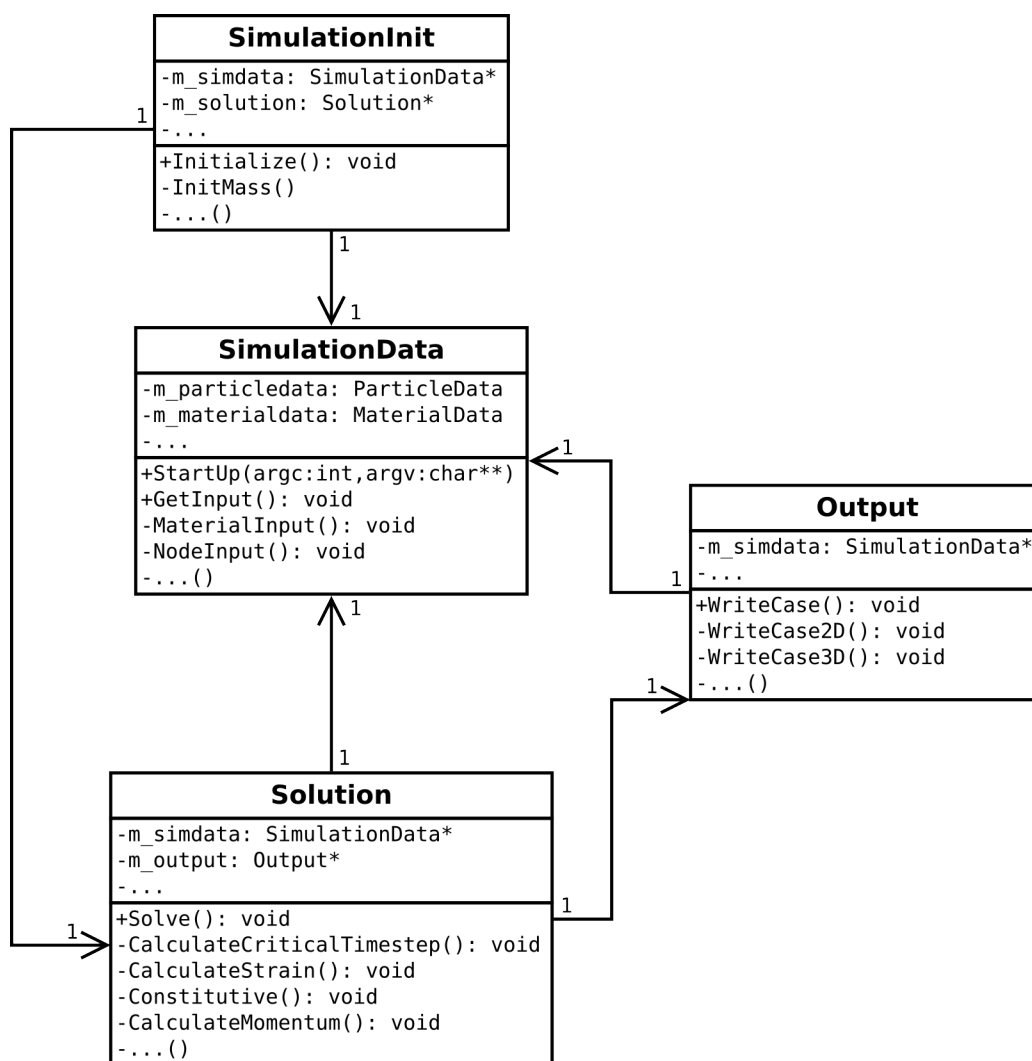 SimulationInit
-m_simdata: SimulationData*
-m_solution: Solution*
-...
+Initialize(): void
-InitMass()
-...()
1
1
1
SimulationData
-m_particledata: ParticleData
-m_materialdata: MaterialData
-...
+StartUp(argc:int,argv:char**)
+GetInput(): void
-MaterialInput(): void
-NodeInput(): void
-...()
1
1
Output
-m_simdata: SimulationData*
-...
+WriteCase(): void
-WriteCase2D(): void
-WriteCase3D(): void
-...()
1
1
1
Solution
-m_simdata: SimulationData*
-m_output: Output*
-...
+Solve(): void
-CalculateCriticalTimestep(): void
-CalculateStrain(): void
-Constitutive(): void
-CalculateMomentum(): void
-...()
1
1